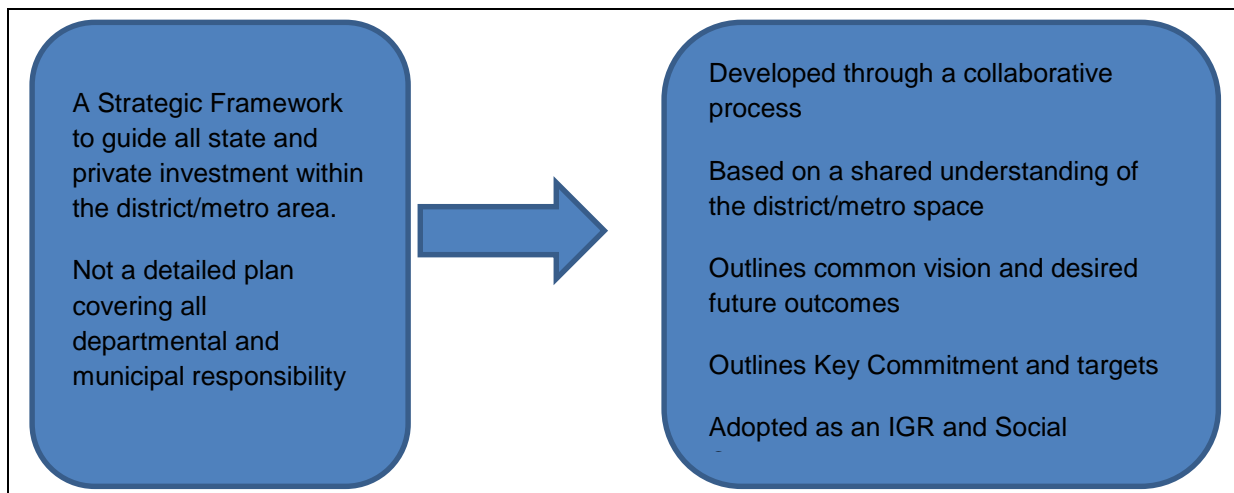 A Strategic Framework
to guide all state and
private investment within
the district/metro area.
Not a detailed plan
covering all
departmental and
municipal responsibility
Developed through a collaborative
process
Based on a shared understanding of
the district/metro space
Outlines common vision and desired
future outcomes
Outlines Key Commitment and targets
Adopted as an IGR and Social